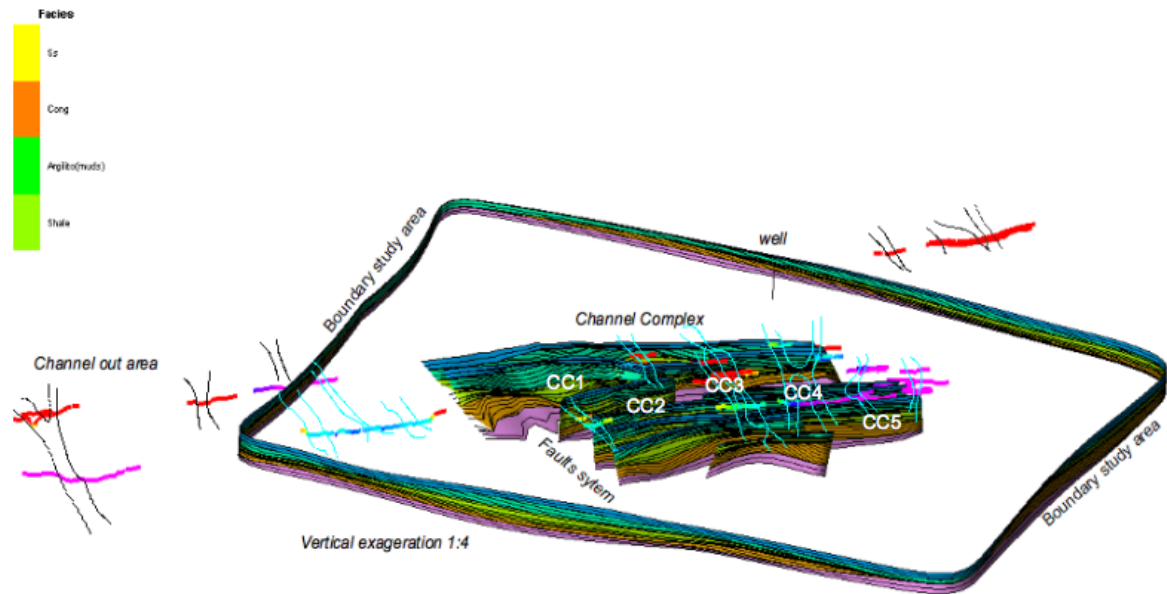 Facies
Ss
Cong
Argilito(muds)
Shale
Boundary study area
well
Channel Complex
Channel out area
CC1
CC2
CC3
CC4
CC5
Faults sytem
Boundary study area
Vertical exageration 1:4